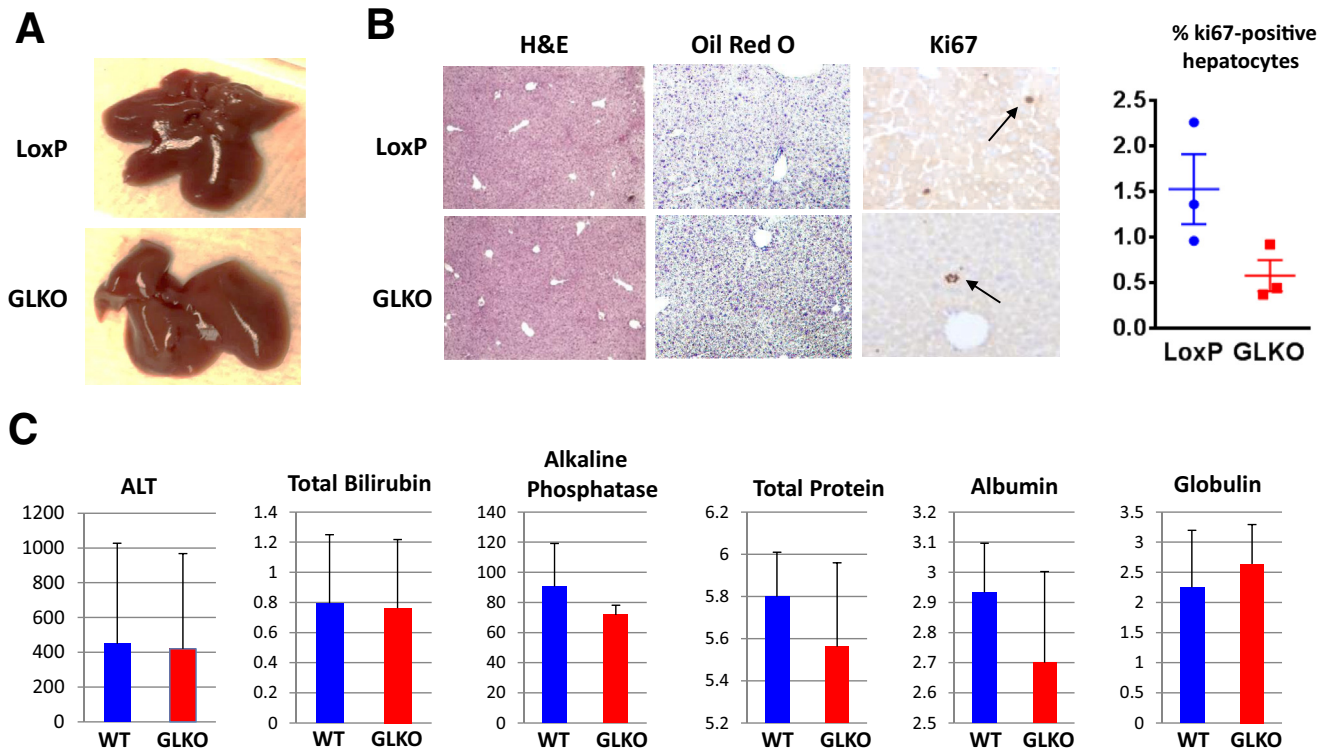 A
LoxP
GLKO
B
H&E
Oil Red O
Ki67
LoxP
GLKO
% ki67-positive
hepatocytes
2.5
2.0
1.5
1.0
0.5
0.0
LoxP GLKO
C
ALT
1200
1000
800
600
400
200
0
WT GLKO
Total Bilirubin
1.4
1.2
1
0.8
0.6
0.4
0.2
0
WT GLKO
Alkaline
Phosphatase
140
120
100
80
60
40
20
0
WT GLKO
Total Protein
6.2
6
5.8
5.6
5.4
5.2
WT GLKO
Albumin
3.2
3.1
3
2.9
2.8
2.7
2.6
2.5
WT GLKO
Globulin
3.5
3
2.5
2
1.5
1
0.5
0
WT GLKO